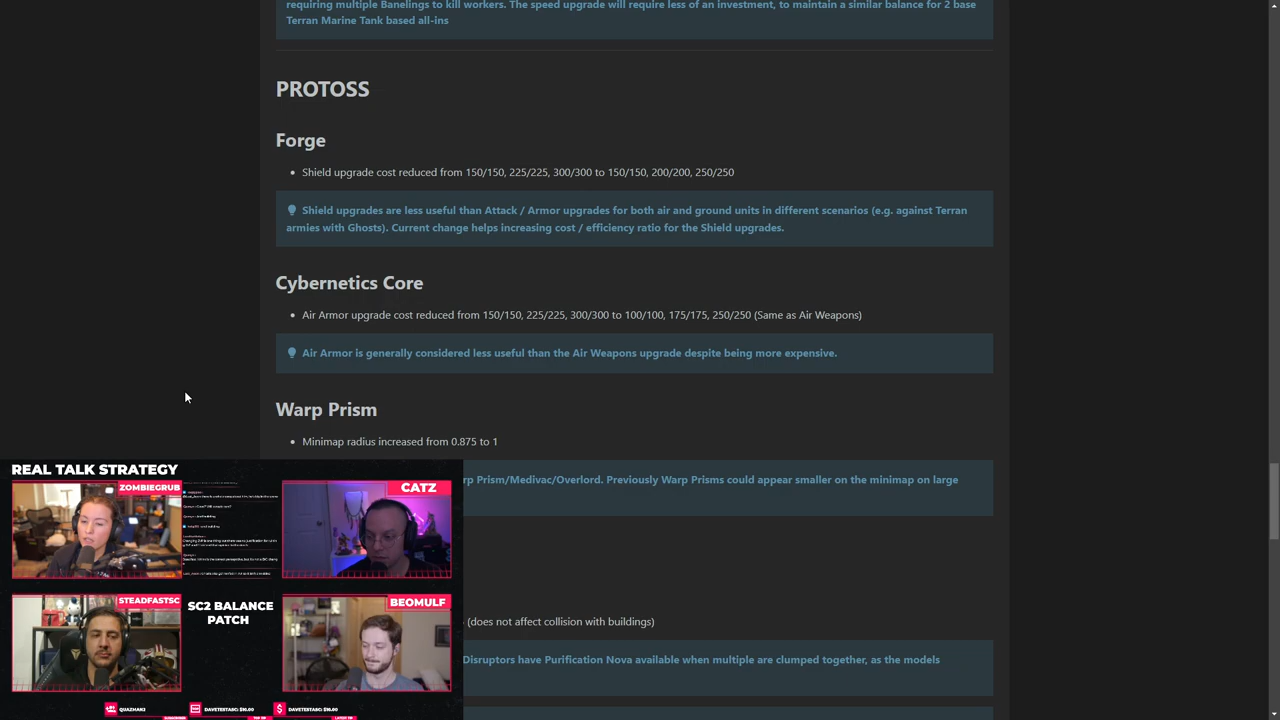 requiring multiple Banelings to kill workers. The speed upgrade will require less of an investment, to maintain a similar balance for 2 base
Terran Marine Tank based all-ins
PROTOSS
Forge
• Shield upgrade cost reduced from 150/150, 225/225, 300/300 to 150/150, 200/200, 250/250
Shield upgrades are less useful than Attack / Armor upgrades for both air and ground units in different scenarios (e.g. against Terran
armies with Ghosts). Current change helps increasing cost / efficiency ratio for the Shield upgrades.
Cybernetics Core
• Air Armor upgrade cost reduced from 150/150, 225/225, 300/300 to 100/100, 175/175, 250/250 (Same as Air Weapons)
Air Armor is generally considered less useful than the Air Weapons upgrade despite being more expensive.
Warp Prism
• Minimap radius increased from 0.875 to 1
rp Prism/Medivac/Overlord. Previously Warp Prisms could appear smaller on the minimap on large
(does not affect collision with buildings)
Disruptors have Purification Nova available when multiple are clumped together, as the models
REAL TALK STRATEGY
ZOMBIEGRUB
CATZ
STEADFASTSC
SC2 BALANCE
PATCH
BEOMULF
QUAZHAN2
DAVETESTASC: $10.00
DAVETESTASC: $10.00